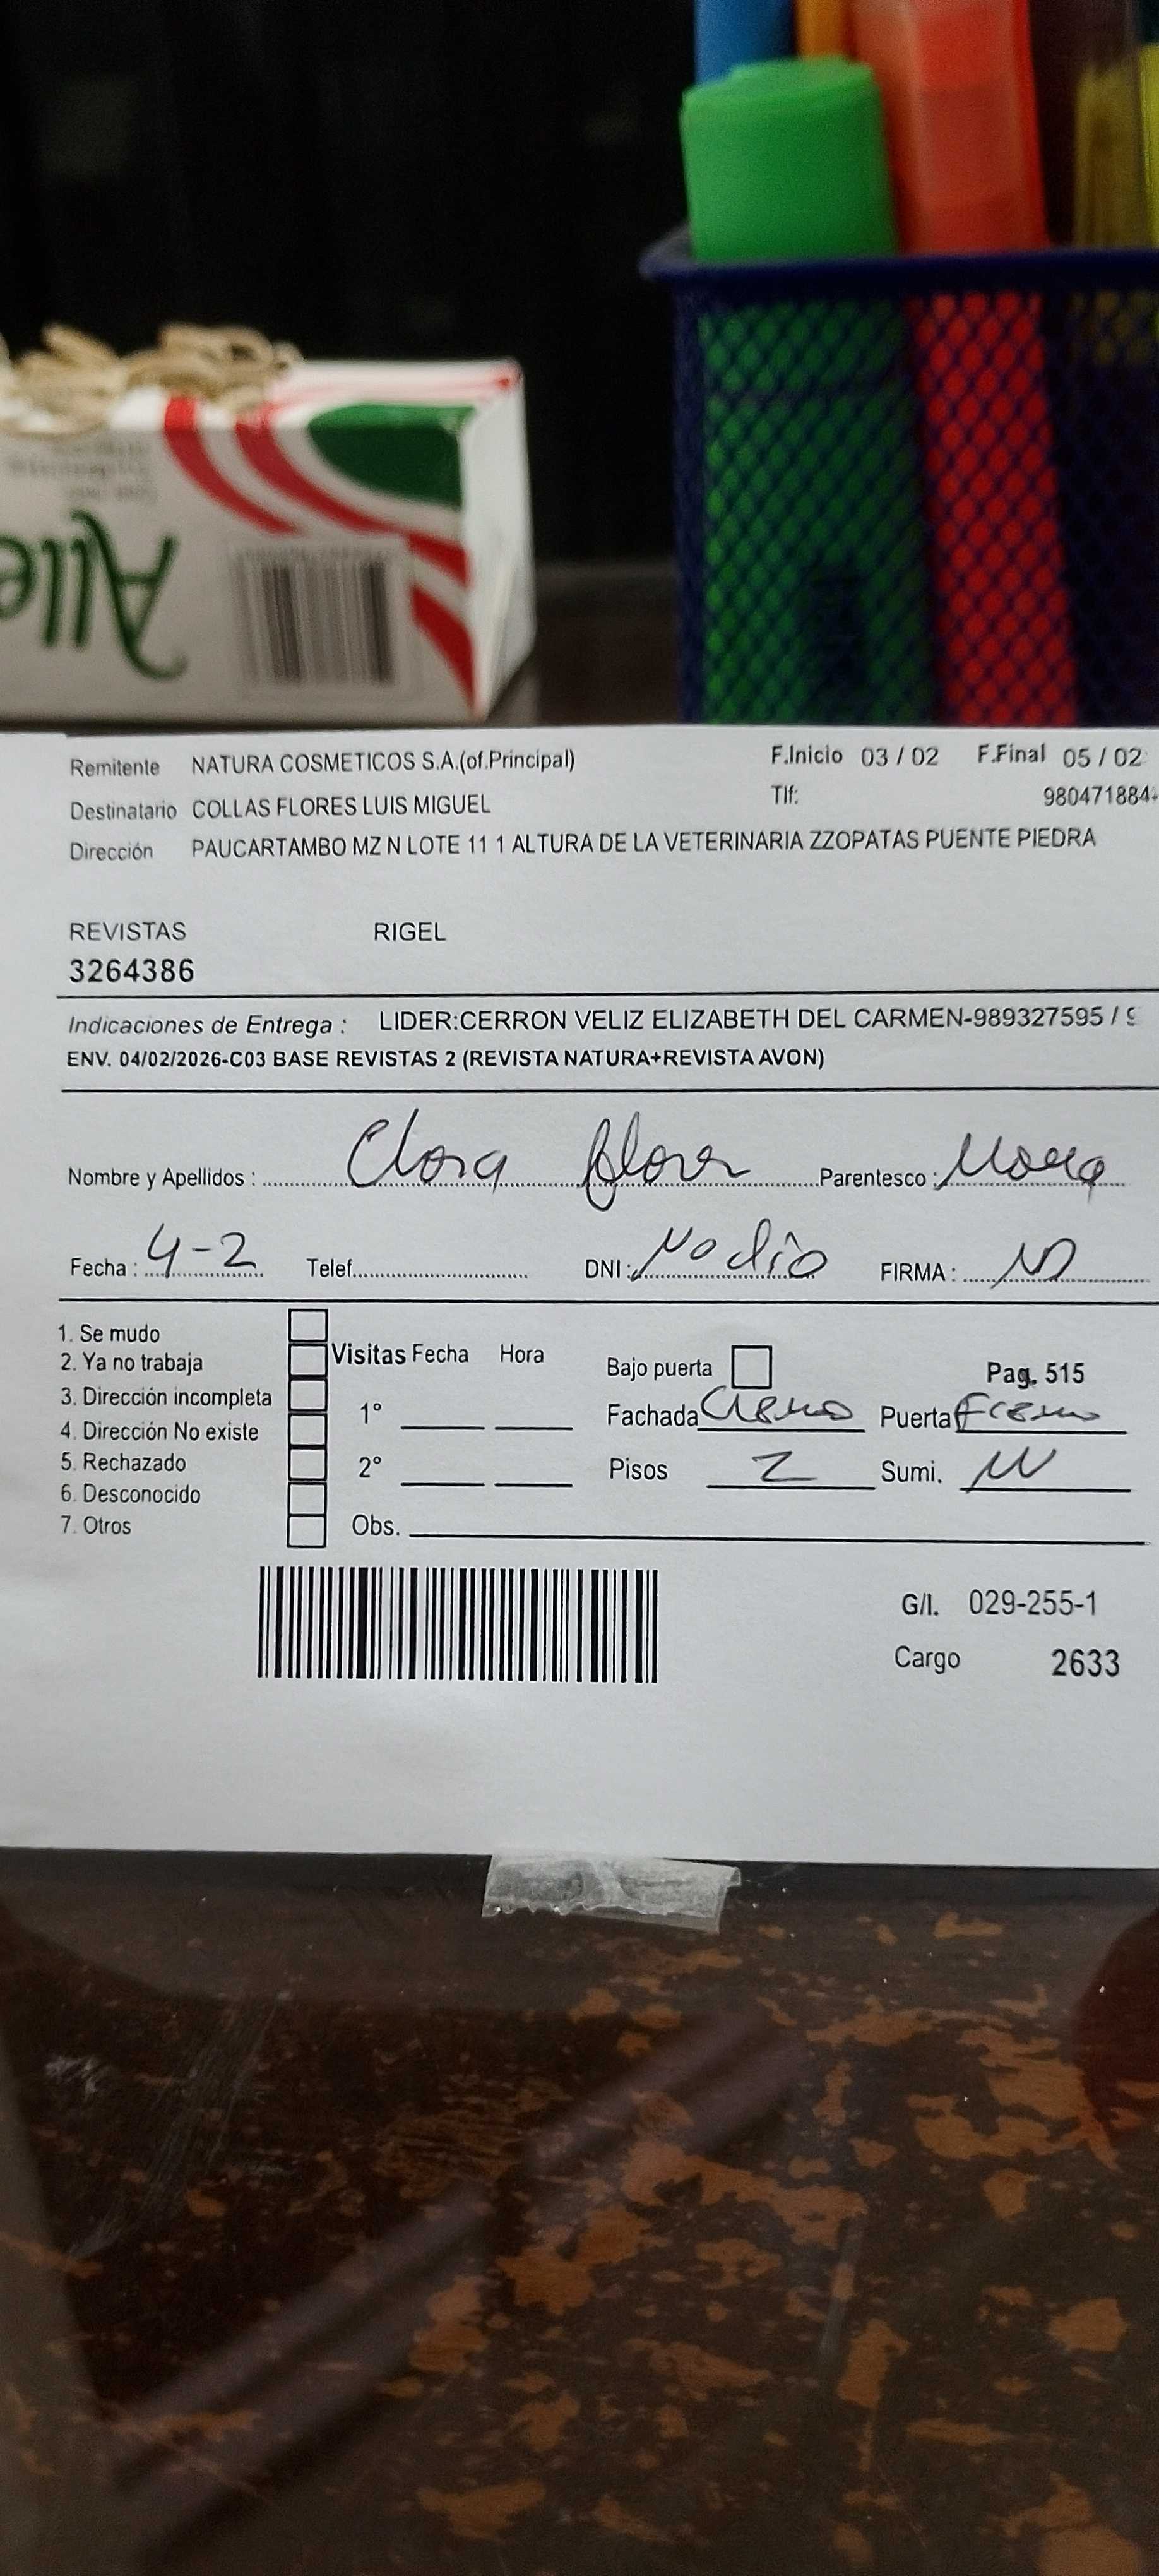 Alle
Remitente NATURA COSMETICOS S.A.(of.Principal) F.Inicio 03 / 02 F.Final 05 / 02
Destinatario COLLAS FLORES LUIS MIGUEL Tlf: 980471884
Dirección PAUCARTAMBO MZ N LOTE 11 1 ALTURA DE LA VETERINARIA ZZOPATAS PUENTE PIEDRA
REVISTAS RIGEL
3264386
Indicaciones de Entrega : LIDER:CERRON VELIZ ELIZABETH DEL CARMEN-989327595 / 9
ENV. 04/02/2026-C03 BASE REVISTAS 2 (REVISTA NATURA+REVISTA AVON)
Nombre y Apellidos : Parentesco :
Fecha : 4-2 Telef. DNI : No dio FIRMA :
1. Se mudo
2. Ya no trabaja Visitas Fecha Hora Bajo puerta Pag. 515
3. Dirección incompleta
4. Dirección No existe 1° Fachada Puerta
5. Rechazado 2° Pisos 2 Sumi.
6. Desconocido
7. Otros Obs.
G/I. 029-255-1
Cargo 2633